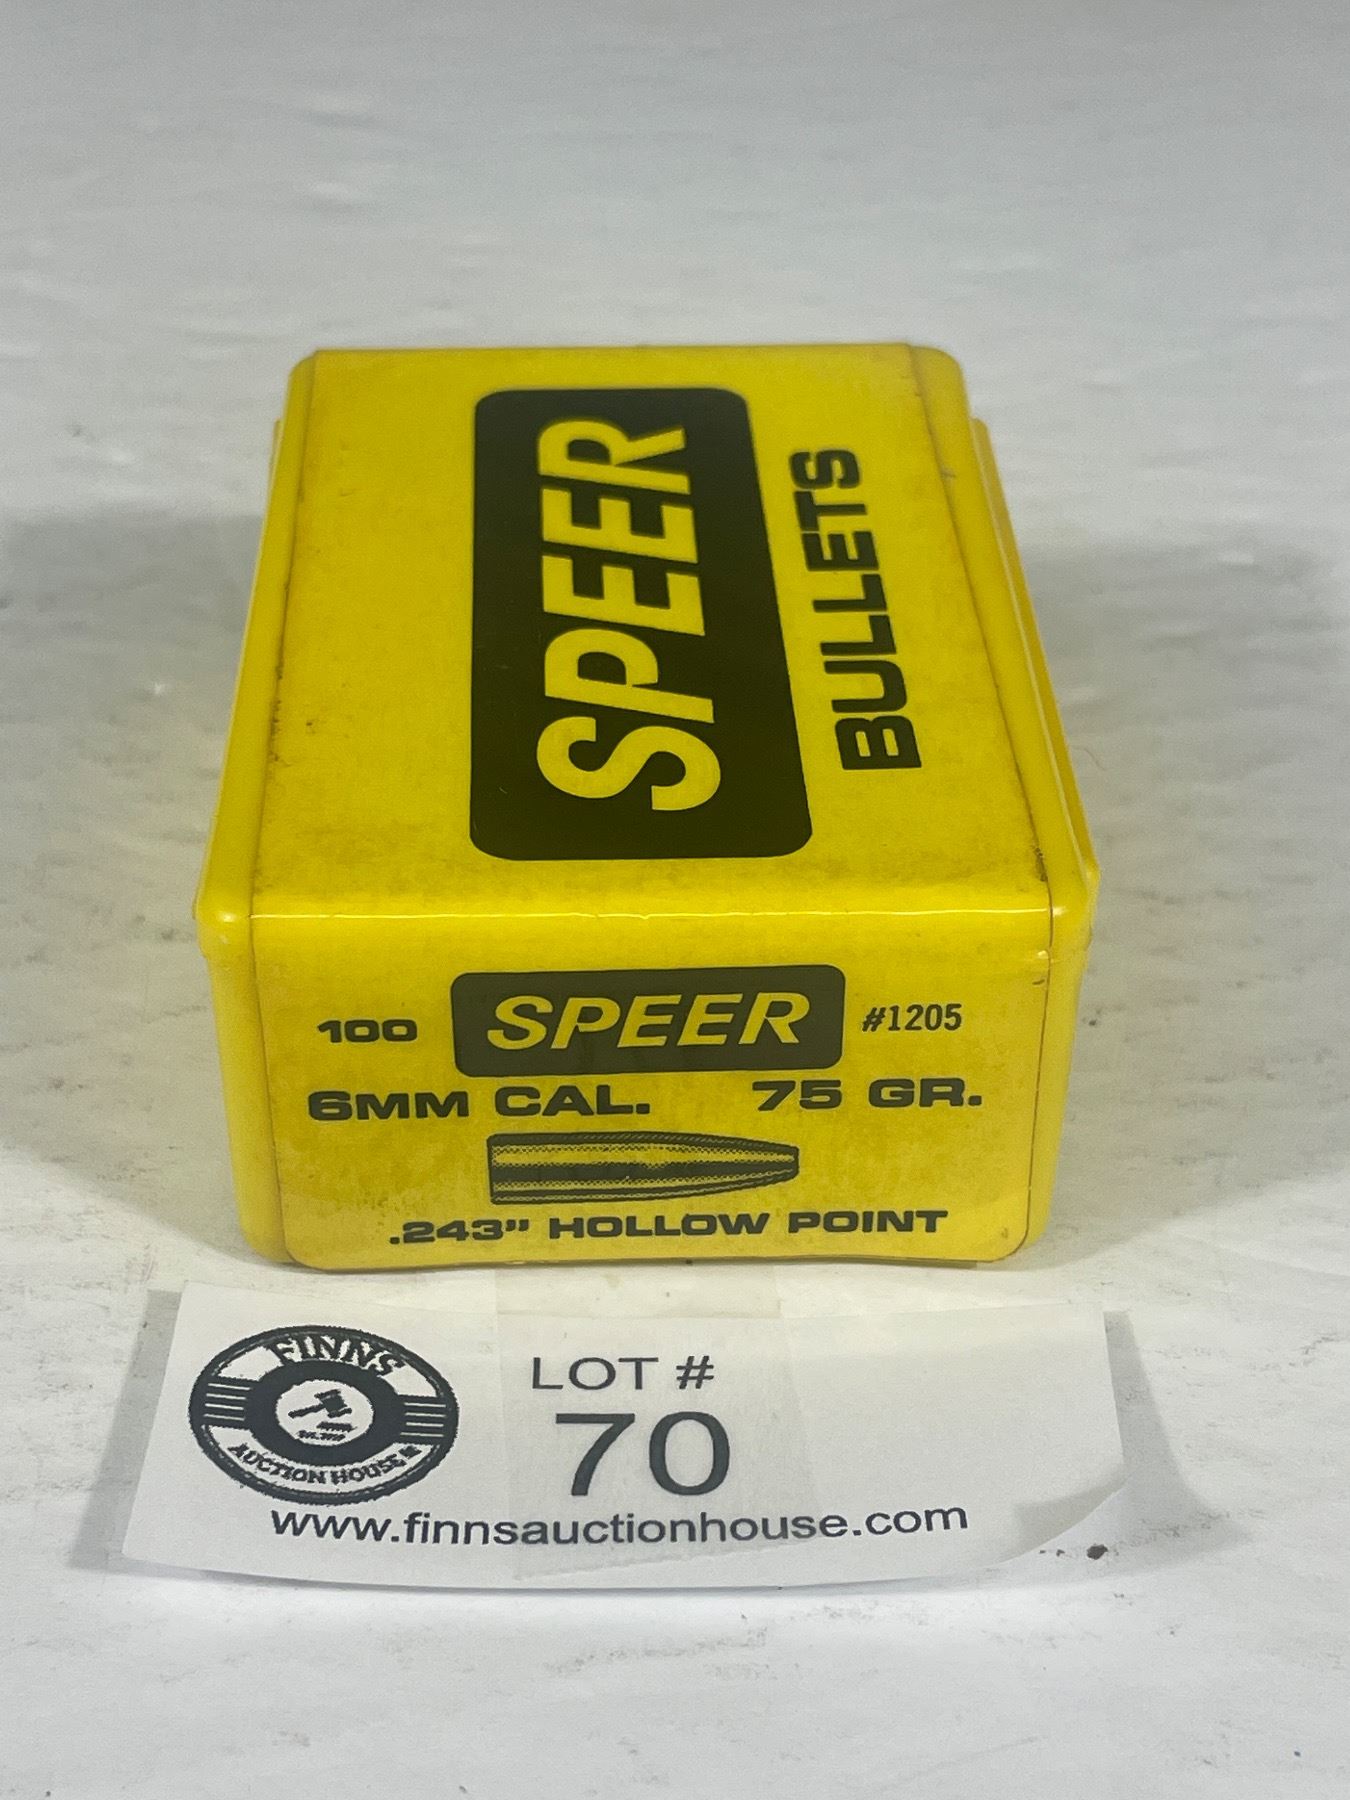 SPEER
BULLETS
100 SPEER #1205
6MM CAL. 75 GR.
.243" HOLLOW POINT
FINNS
AUCTION HOUSE
LOT #
70
www.finnsauctionhouse.com